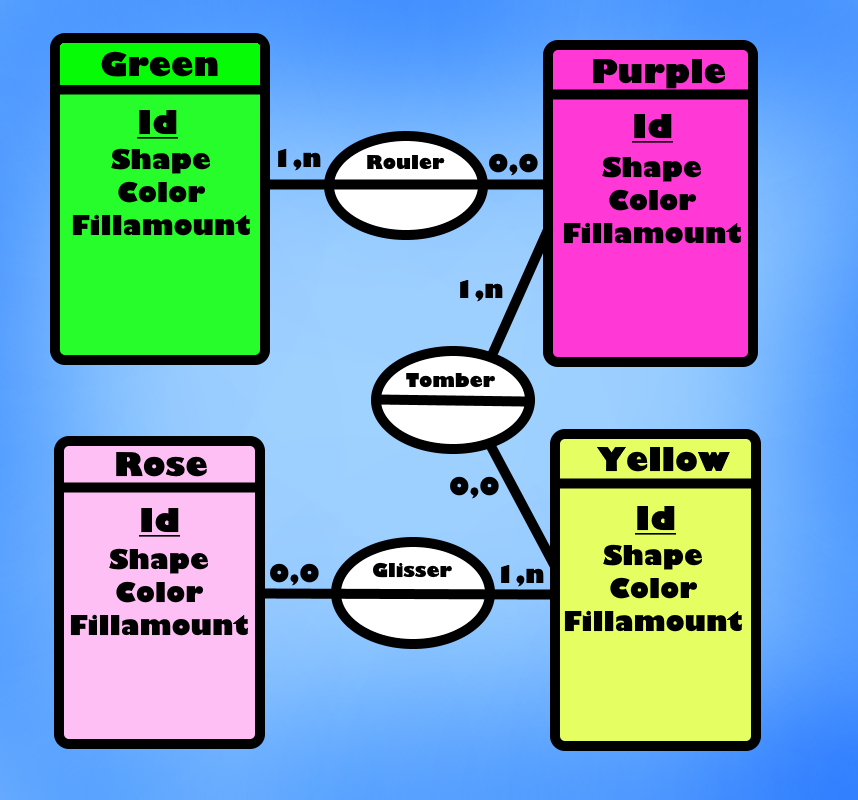 Green
Id
Shape
Color
Fillamount
1,n
Rouler
0,0
Purple
Id
Shape
Color
Fillamount
1,n
Tomber
0,0
Rose
Id
Shape
Color
Fillamount
0,0
Glisser
1,n
Yellow
Id
Shape
Color
Fillamount